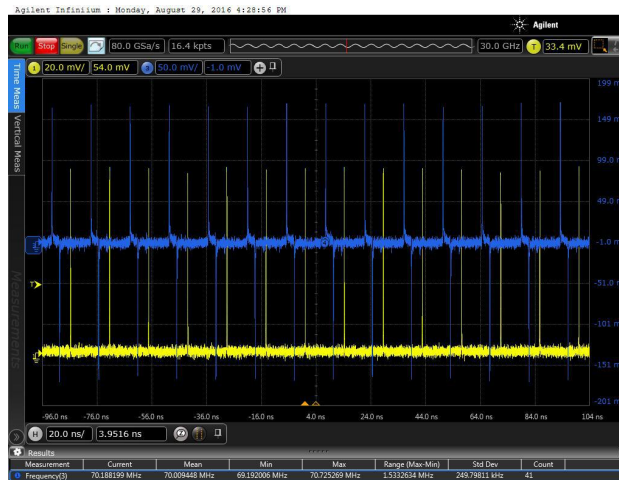 Agilent Infiniium : Monday, August 29, 2016 4:28:56 PM
Agilent
Run Stop Single 80.0 GSa/s 16.4 kpts 30.0 GHz T 33.4 mV
1 20.0 mV/ 54.0 mV 3 50.0 mV/ -1.0 mV
Time Meas
Vertical Meas
Measurements
199 m
149 m
99.0 m
49.0 m
-1.0 m
-51.0 m
-101 m
-151 m
-201 m
T
-96.0 ns -76.0 ns -56.0 ns -36.0 ns -16.0 ns 4.0 ns 24.0 ns 44.0 ns 64.0 ns 84.0 ns 104 ns
H 20.0 ns/ 3.9516 ns
Results
Measurement Current Mean Min Max Range (Max-Min) Std Dev Count
Frequency(3) 70.188199 MHz 70.009448 MHz 69.192006 MHz 70.725269 MHz 1.5332634 MHz 249.79811 kHz 41